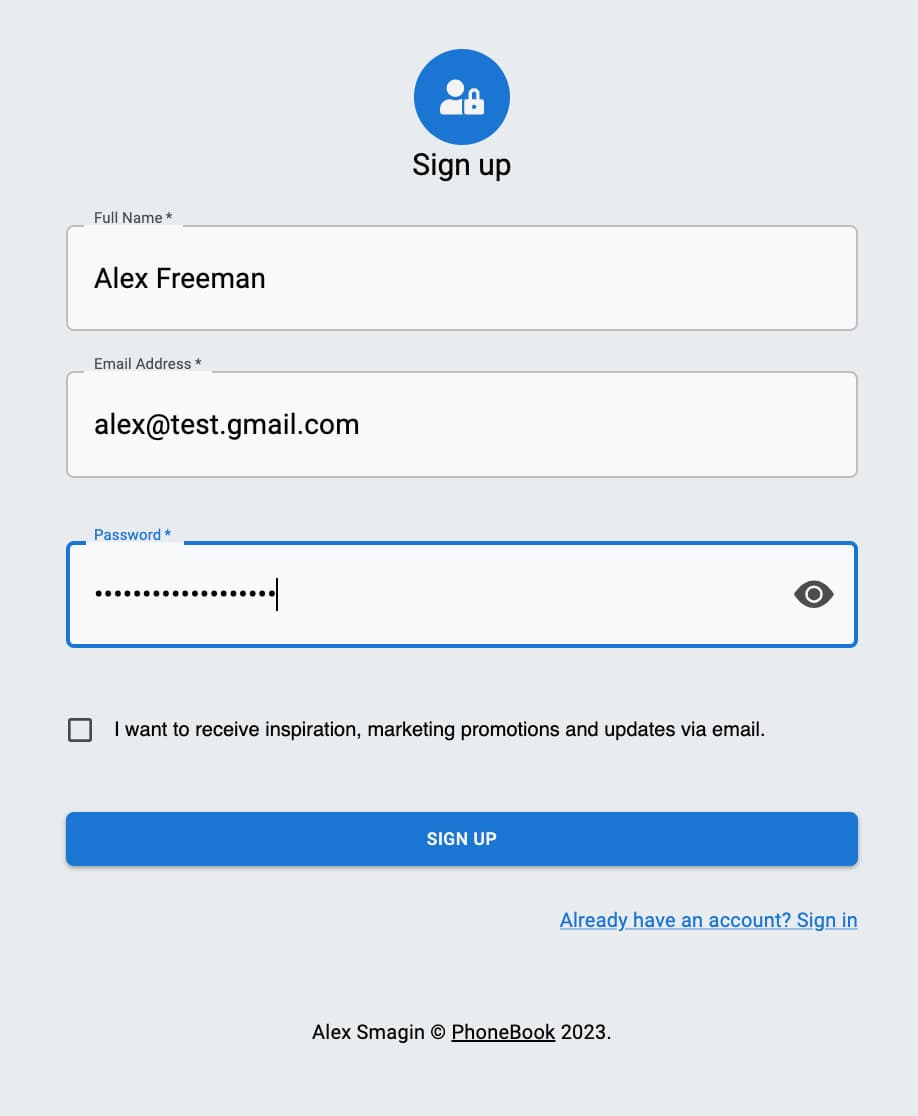 Sign up
Full Name *
Alex Freeman
Email Address *
alex@test.gmail.com
Password *
•••••••••••••••••••
I want to receive inspiration, marketing promotions and updates via email.
SIGN UP
Already have an account? Sign in
Alex Smagin © PhoneBook 2023.